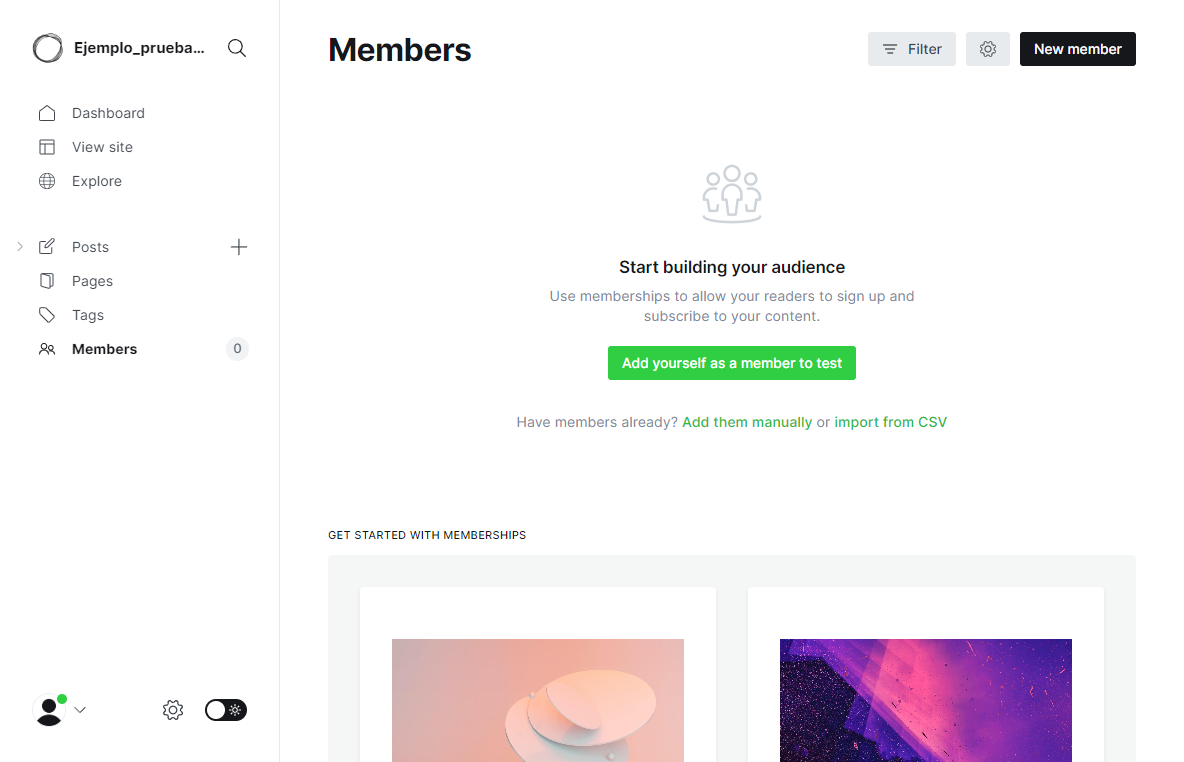 Ejemplo_prueba...
Dashboard
View site
Explore
Posts
Pages
Tags
Members
0
Members
Filter
New member
Start building your audience
Use memberships to allow your readers to sign up and
subscribe to your content.
Add yourself as a member to test
Have members already? Add them manually or import from CSV
GET STARTED WITH MEMBERSHIPS